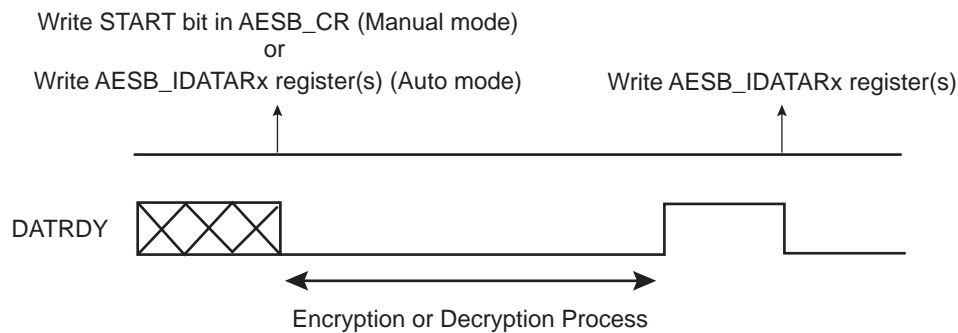 Write START bit in AESB_CR (Manual mode)
or
Write AESB_IDATARx register(s) (Auto mode)
Write AESB_IDATARx register(s)
DATRDY
Encryption or Decryption Process